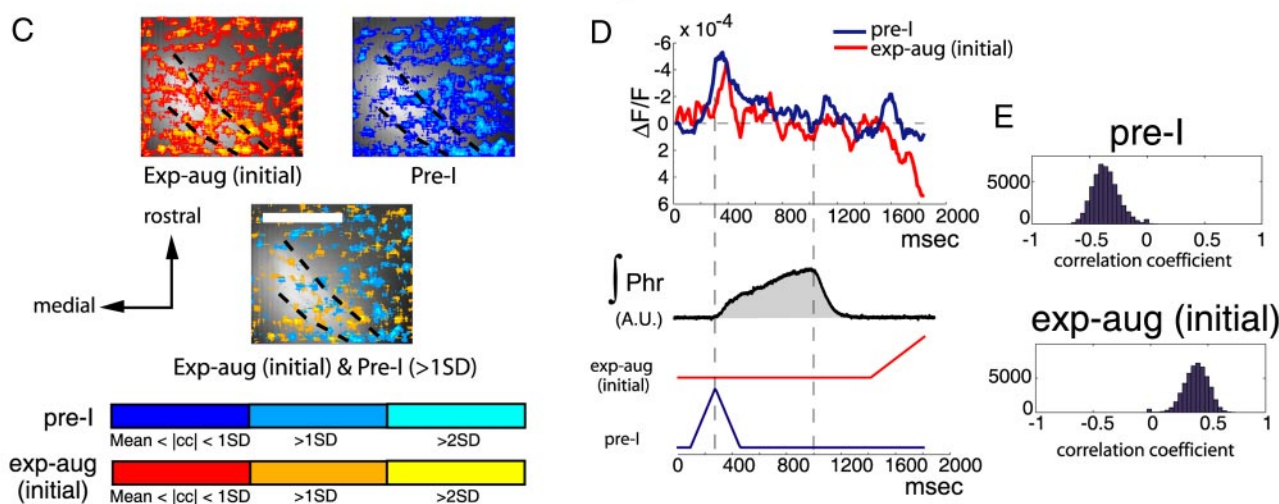 C
Exp-aug (initial)
Pre-I
rostral
medial
Exp-aug (initial) & Pre-I (>1SD)
pre-I
Mean < |cc| < 1SD
>1SD
>2SD
exp-aug
(initial)
Mean < |cc| < 1SD
>1SD
>2SD
D
x 10⁻⁴
pre-I
exp-aug (initial)
-6
-4
-2
0
2
4
6
ΔF/F
0 400 800 1200 1600 2000
msec
∫ Phr
(A.U.)
exp-aug
(initial)
pre-I
0 400 800 1200 1600 2000
msec
E
pre-I
5000
0
-1 -0.5 0 0.5 1
correlation coefficient
exp-aug (initial)
5000
0
-1 -0.5 0 0.5 1
correlation coefficient